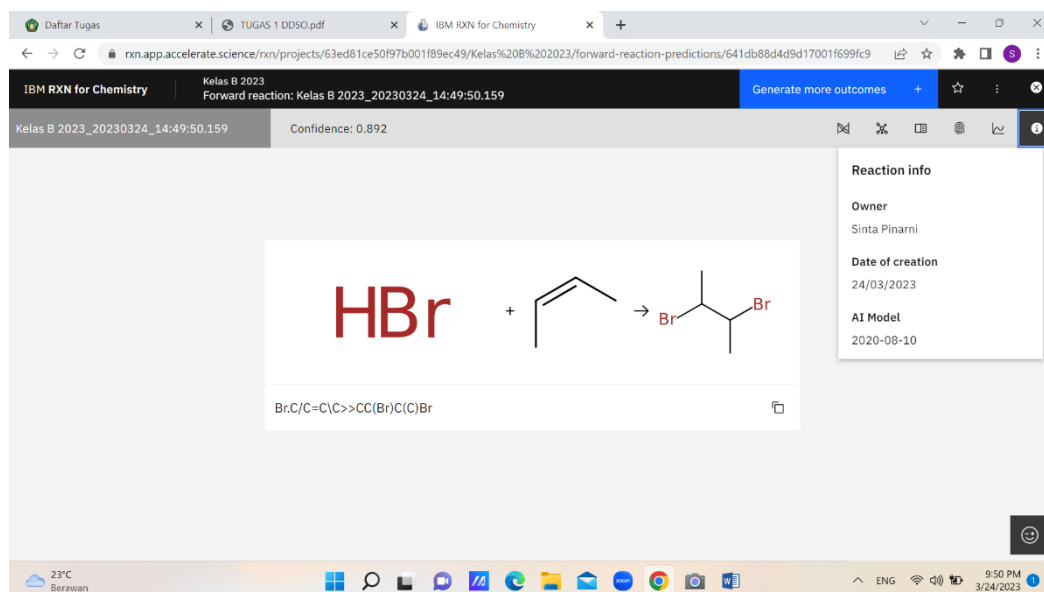 Daftar Tugas
TUGAS 1 DDSO.pdf
IBM RXN for Chemistry
rxn.app.accelerate.science/rxn/projects/63ed81ce50f97b001f89ec49/Kelas%20B%202023/forward-reaction-predictions/641db88d4d9d17001f699fc9
S
IBM RXN for Chemistry
Kelas B 2023
Forward reaction: Kelas B 2023_20230324_14:49:50.159
Generate more outcomes +
Kelas B 2023_20230324_14:49:50.159
Confidence: 0.892
Reaction info
Owner
Sinta Pinarni
Date of creation
24/03/2023
AI Model
2020-08-10
HBr + → Br Br
Br.C/C=C\C>>CC(Br)C(C)Br
23°C
Berawan
zoom
W
ENG
9:50 PM
3/24/2023
1